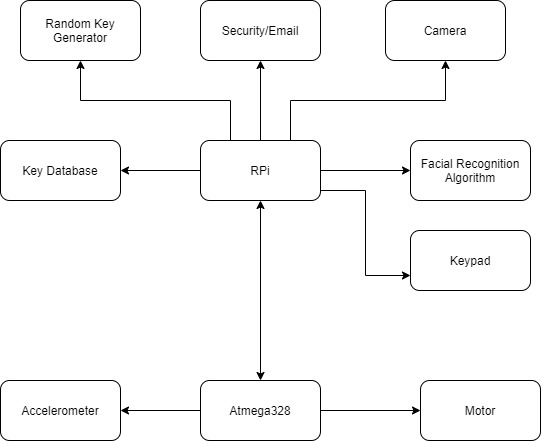 Random Key
Generator
Security/Email
Camera
Key Database
RPi
Facial Recognition
Algorithm
Keypad
Accelerometer
Atmega328
Motor